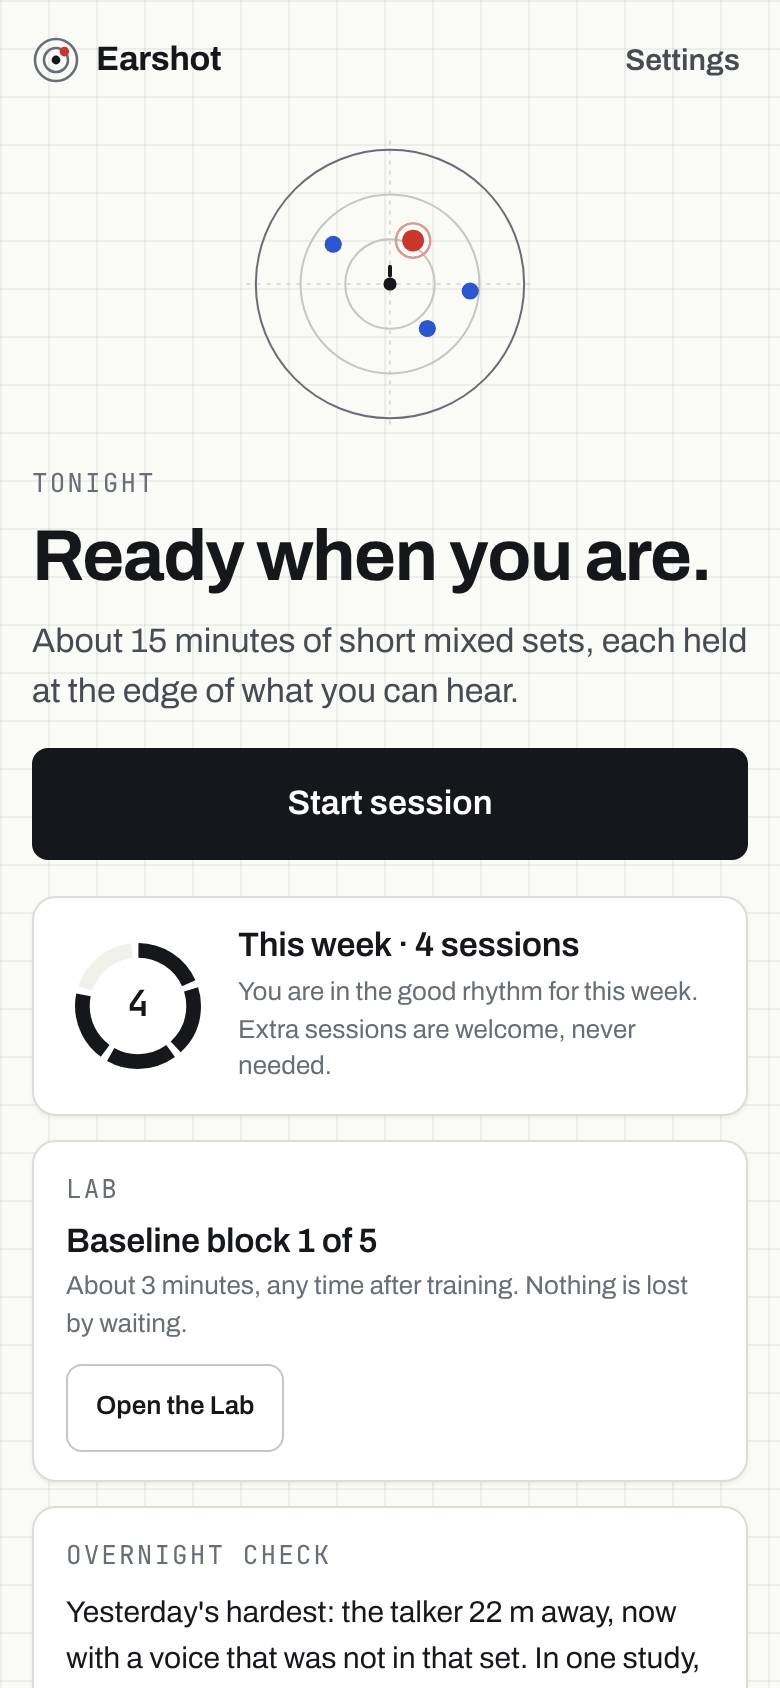 Earshot
Settings
TONIGHT
Ready when you are.
About 15 minutes of short mixed sets, each held
at the edge of what you can hear.
Start session
4
This week · 4 sessions
You are in the good rhythm for this week.
Extra sessions are welcome, never
needed.
LAB
Baseline block 1 of 5
About 3 minutes, any time after training. Nothing is lost
by waiting.
Open the Lab
OVERNIGHT CHECK
Yesterday's hardest: the talker 22 m away, now
with a voice that was not in that set. In one study,